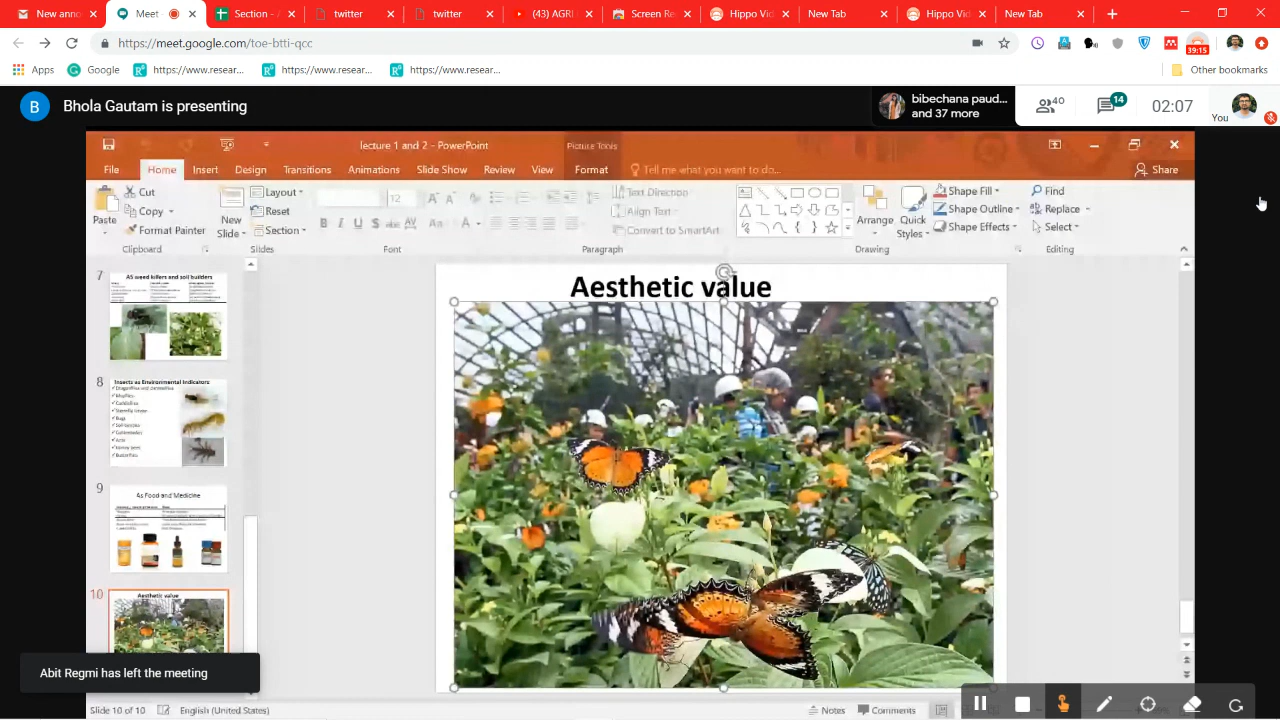 New anno
Meet -
Section - A
twitter
twitter
(43) AGRI
Screen Re
Hippo Vid
New Tab
Hippo Vid
New Tab
https://meet.google.com/toe-btti-qcc
39:15
Apps
Google
https://www.resear...
https://www.resear...
https://www.resear...
Other bookmarks
B
Bhola Gautam is presenting
bibechana paud...
and 37 more
40
14
02:07
You
lecture 1 and 2 - PowerPoint
Picture Tools
File
Home
Insert
Design
Transitions
Animations
Slide Show
Review
View
Format
Tell me what you want to do...
Share
Paste
Cut
Copy
Format Painter
Clipboard
New
Slide
Layout
Reset
Section
Slides
12
B I U S abc AV
Aa
A
Font
Text Direction
Align Text
Convert to SmartArt
Paragraph
Arrange
Quick
Styles
Shape Fill
Shape Outline
Shape Effects
Drawing
Find
Replace
Select
Editing
7
AS weed killers and soil builders
8
Insects as Environmental Indicators
9
As Food and Medicine
10
Aesthetic value
Aesthetic value
Abit Regmi has left the meeting
Slide 10 of 10
English (United States)
Notes
Comments